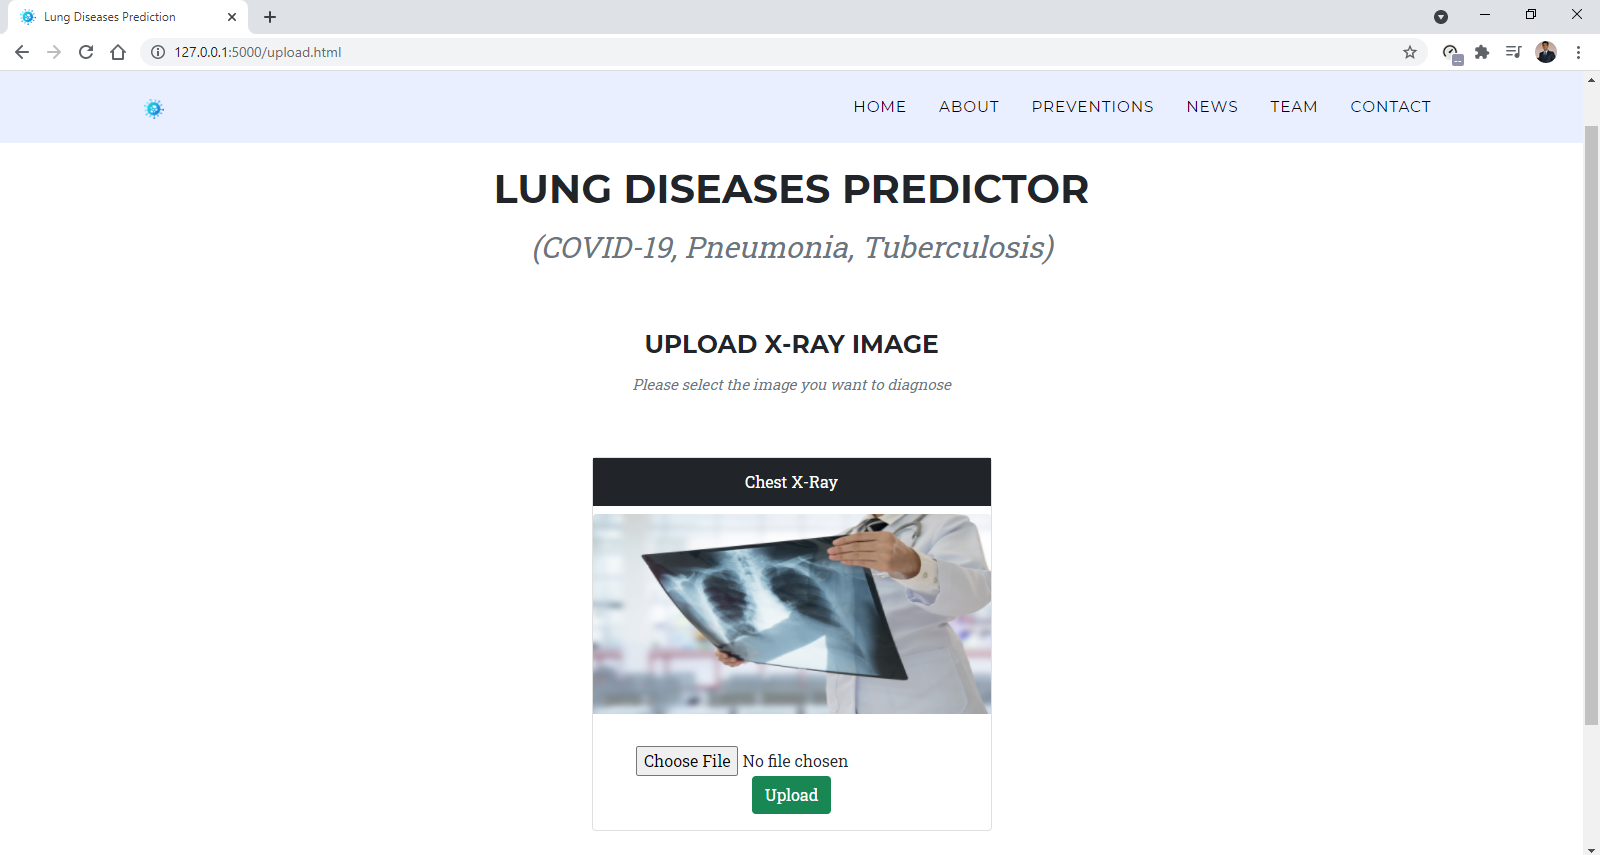 Lung Diseases Prediction
127.0.0.1:5000/upload.html
HOME ABOUT PREVENTIONS NEWS TEAM CONTACT
LUNG DISEASES PREDICTOR
(COVID-19, Pneumonia, Tuberculosis)
UPLOAD X-RAY IMAGE
Please select the image you want to diagnose
Chest X-Ray
Choose File No file chosen
Upload